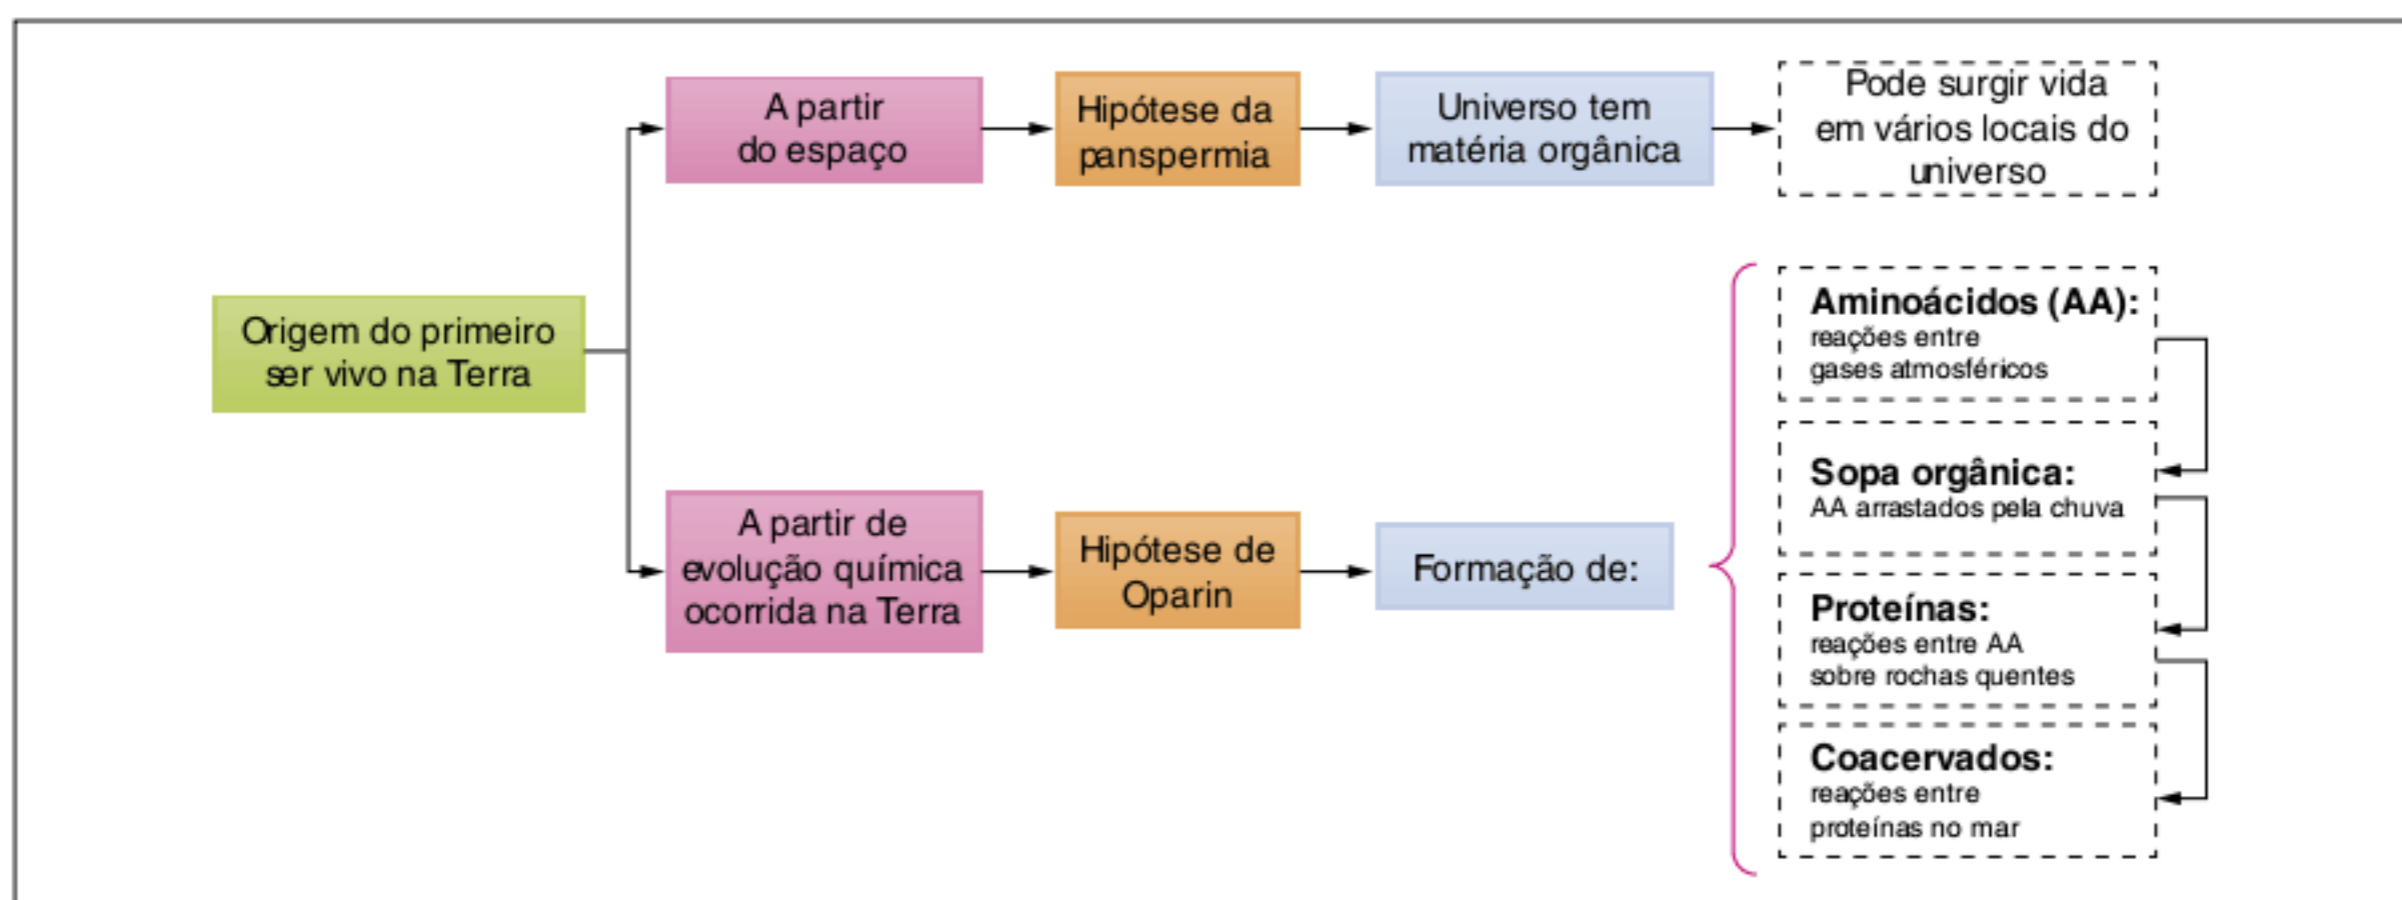 Origem do primeiro
ser vivo na Terra
A partir
do espaço
Hipótese da
panspermia
Universo tem
matéria orgânica
Pode surgir vida
em vários locais do
universo
A partir de
evolução química
ocorrida na Terra
Hipótese de
Oparin
Formação de:
Aminoácidos (AA):
reações entre
gases atmosféricos
Sopa orgânica:
AA arrastados pela chuva
Proteínas:
reações entre AA
sobre rochas quentes
Coacervados:
reações entre
proteínas no mar